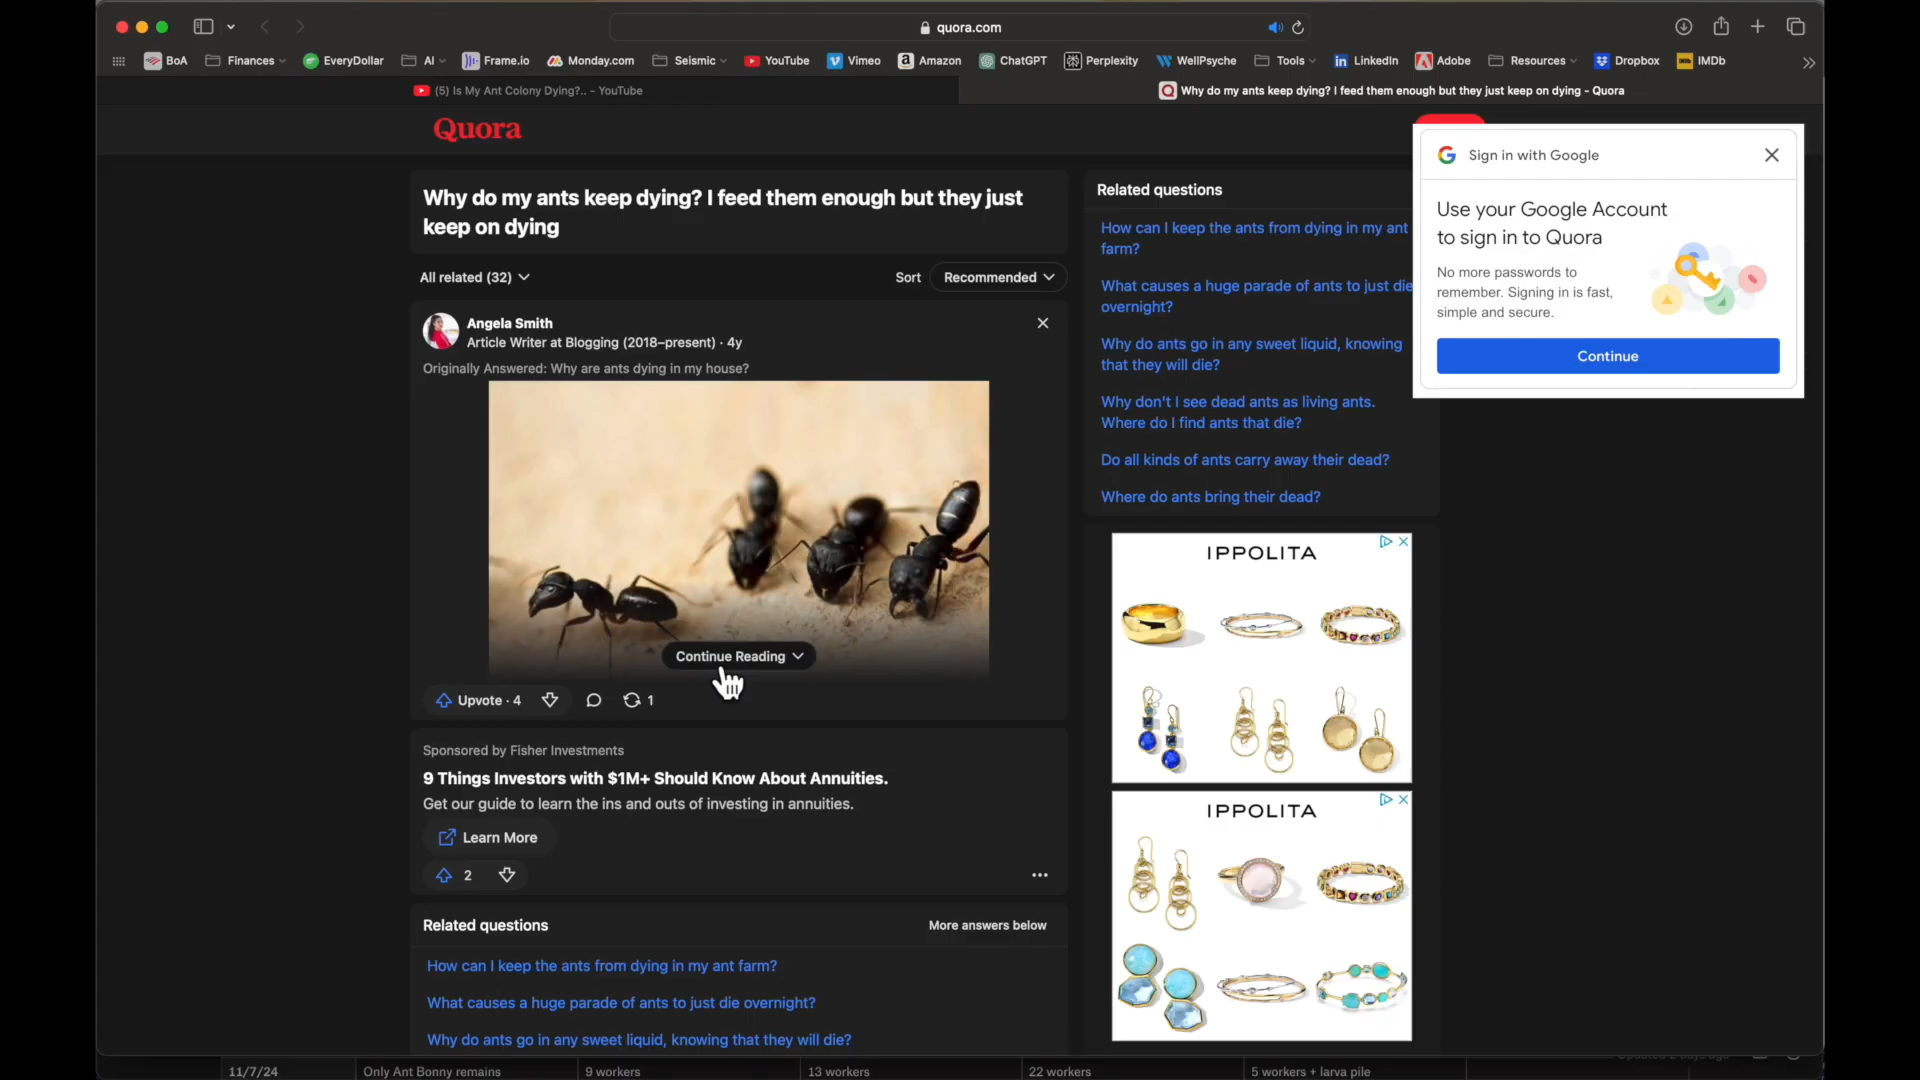 quora.com
BoA
Finances
EveryDollar
AI
Frame.io
Monday.com
Seismic
YouTube
Vimeo
Amazon
ChatGPT
Perplexity
WellPsyche
Tools
LinkedIn
Adobe
Resources
Dropbox
IMDb
(5) Is My Ant Colony Dying?.. - YouTube
Why do my ants keep dying? I feed them enough but they just keep on dying - Quora
Quora
Why do my ants keep dying? I feed them enough but they just
keep on dying
All related (32)
Sort
Recommended
Angela Smith
Article Writer at Blogging (2018–present) · 4y
Originally Answered: Why are ants dying in my house?
Continue Reading
Upvote · 4
1
Sponsored by Fisher Investments
9 Things Investors with $1M+ Should Know About Annuities.
Get our guide to learn the ins and outs of investing in annuities.
Learn More
2
Related questions
More answers below
How can I keep the ants from dying in my ant farm?
What causes a huge parade of ants to just die overnight?
Why do ants go in any sweet liquid, knowing that they will die?
Related questions
How can I keep the ants from dying in my ant
farm?
What causes a huge parade of ants to just die
overnight?
Why do ants go in any sweet liquid, knowing
that they will die?
Why don't I see dead ants as living ants.
Where do I find ants that die?
Do all kinds of ants carry away their dead?
Where do ants bring their dead?
IPPOLITA
IPPOLITA
Sign in with Google
Use your Google Account
to sign in to Quora
No more passwords to
remember. Signing in is fast,
simple and secure.
Continue
11/7/24
Only Ant Bonny remains
9 workers
13 workers
22 workers
5 workers + larva pile